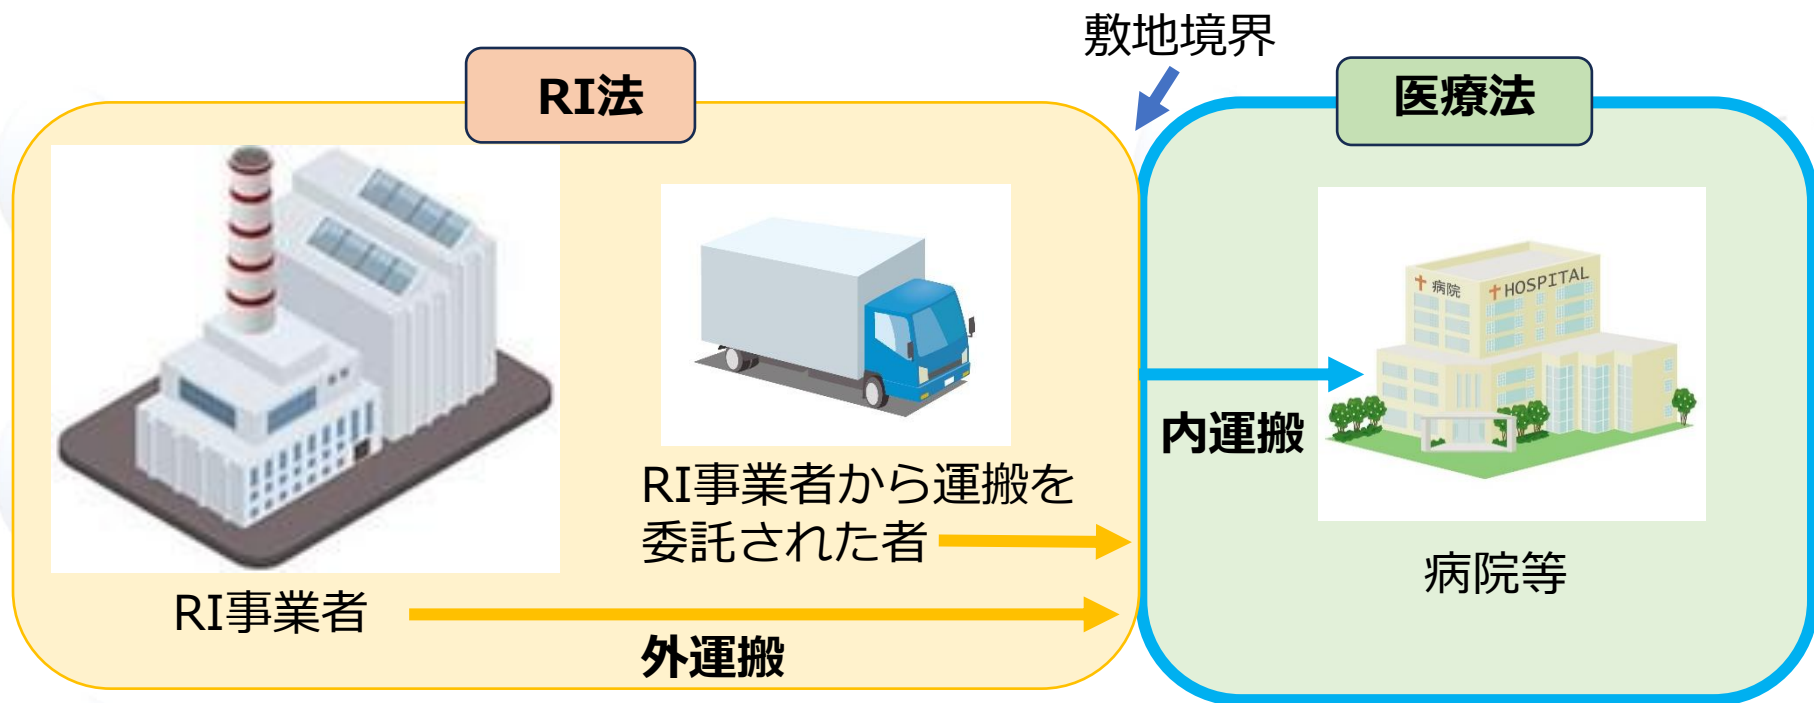 敷地境界
RI法
医療法
病院
HOSPITAL
内運搬
RI事業者から運搬を
委託された者
病院等
RI事業者
外運搬